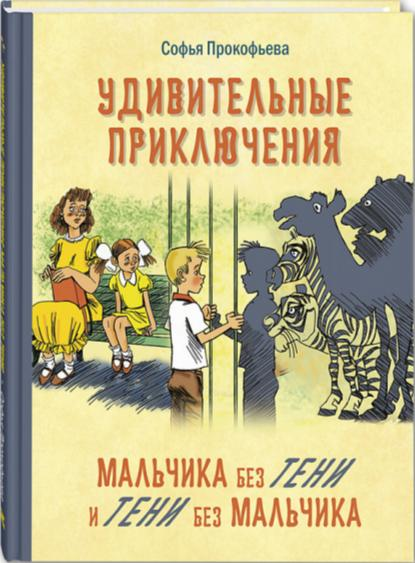 Софья Прокофьева
УДИВИТЕЛЬНЫЕ
ПРИКЛЮЧЕНИЯ
МАЛЬЧИКА БЕЗ ТЕНИ
И ТЕНИ БЕЗ МАЛЬЧИКА